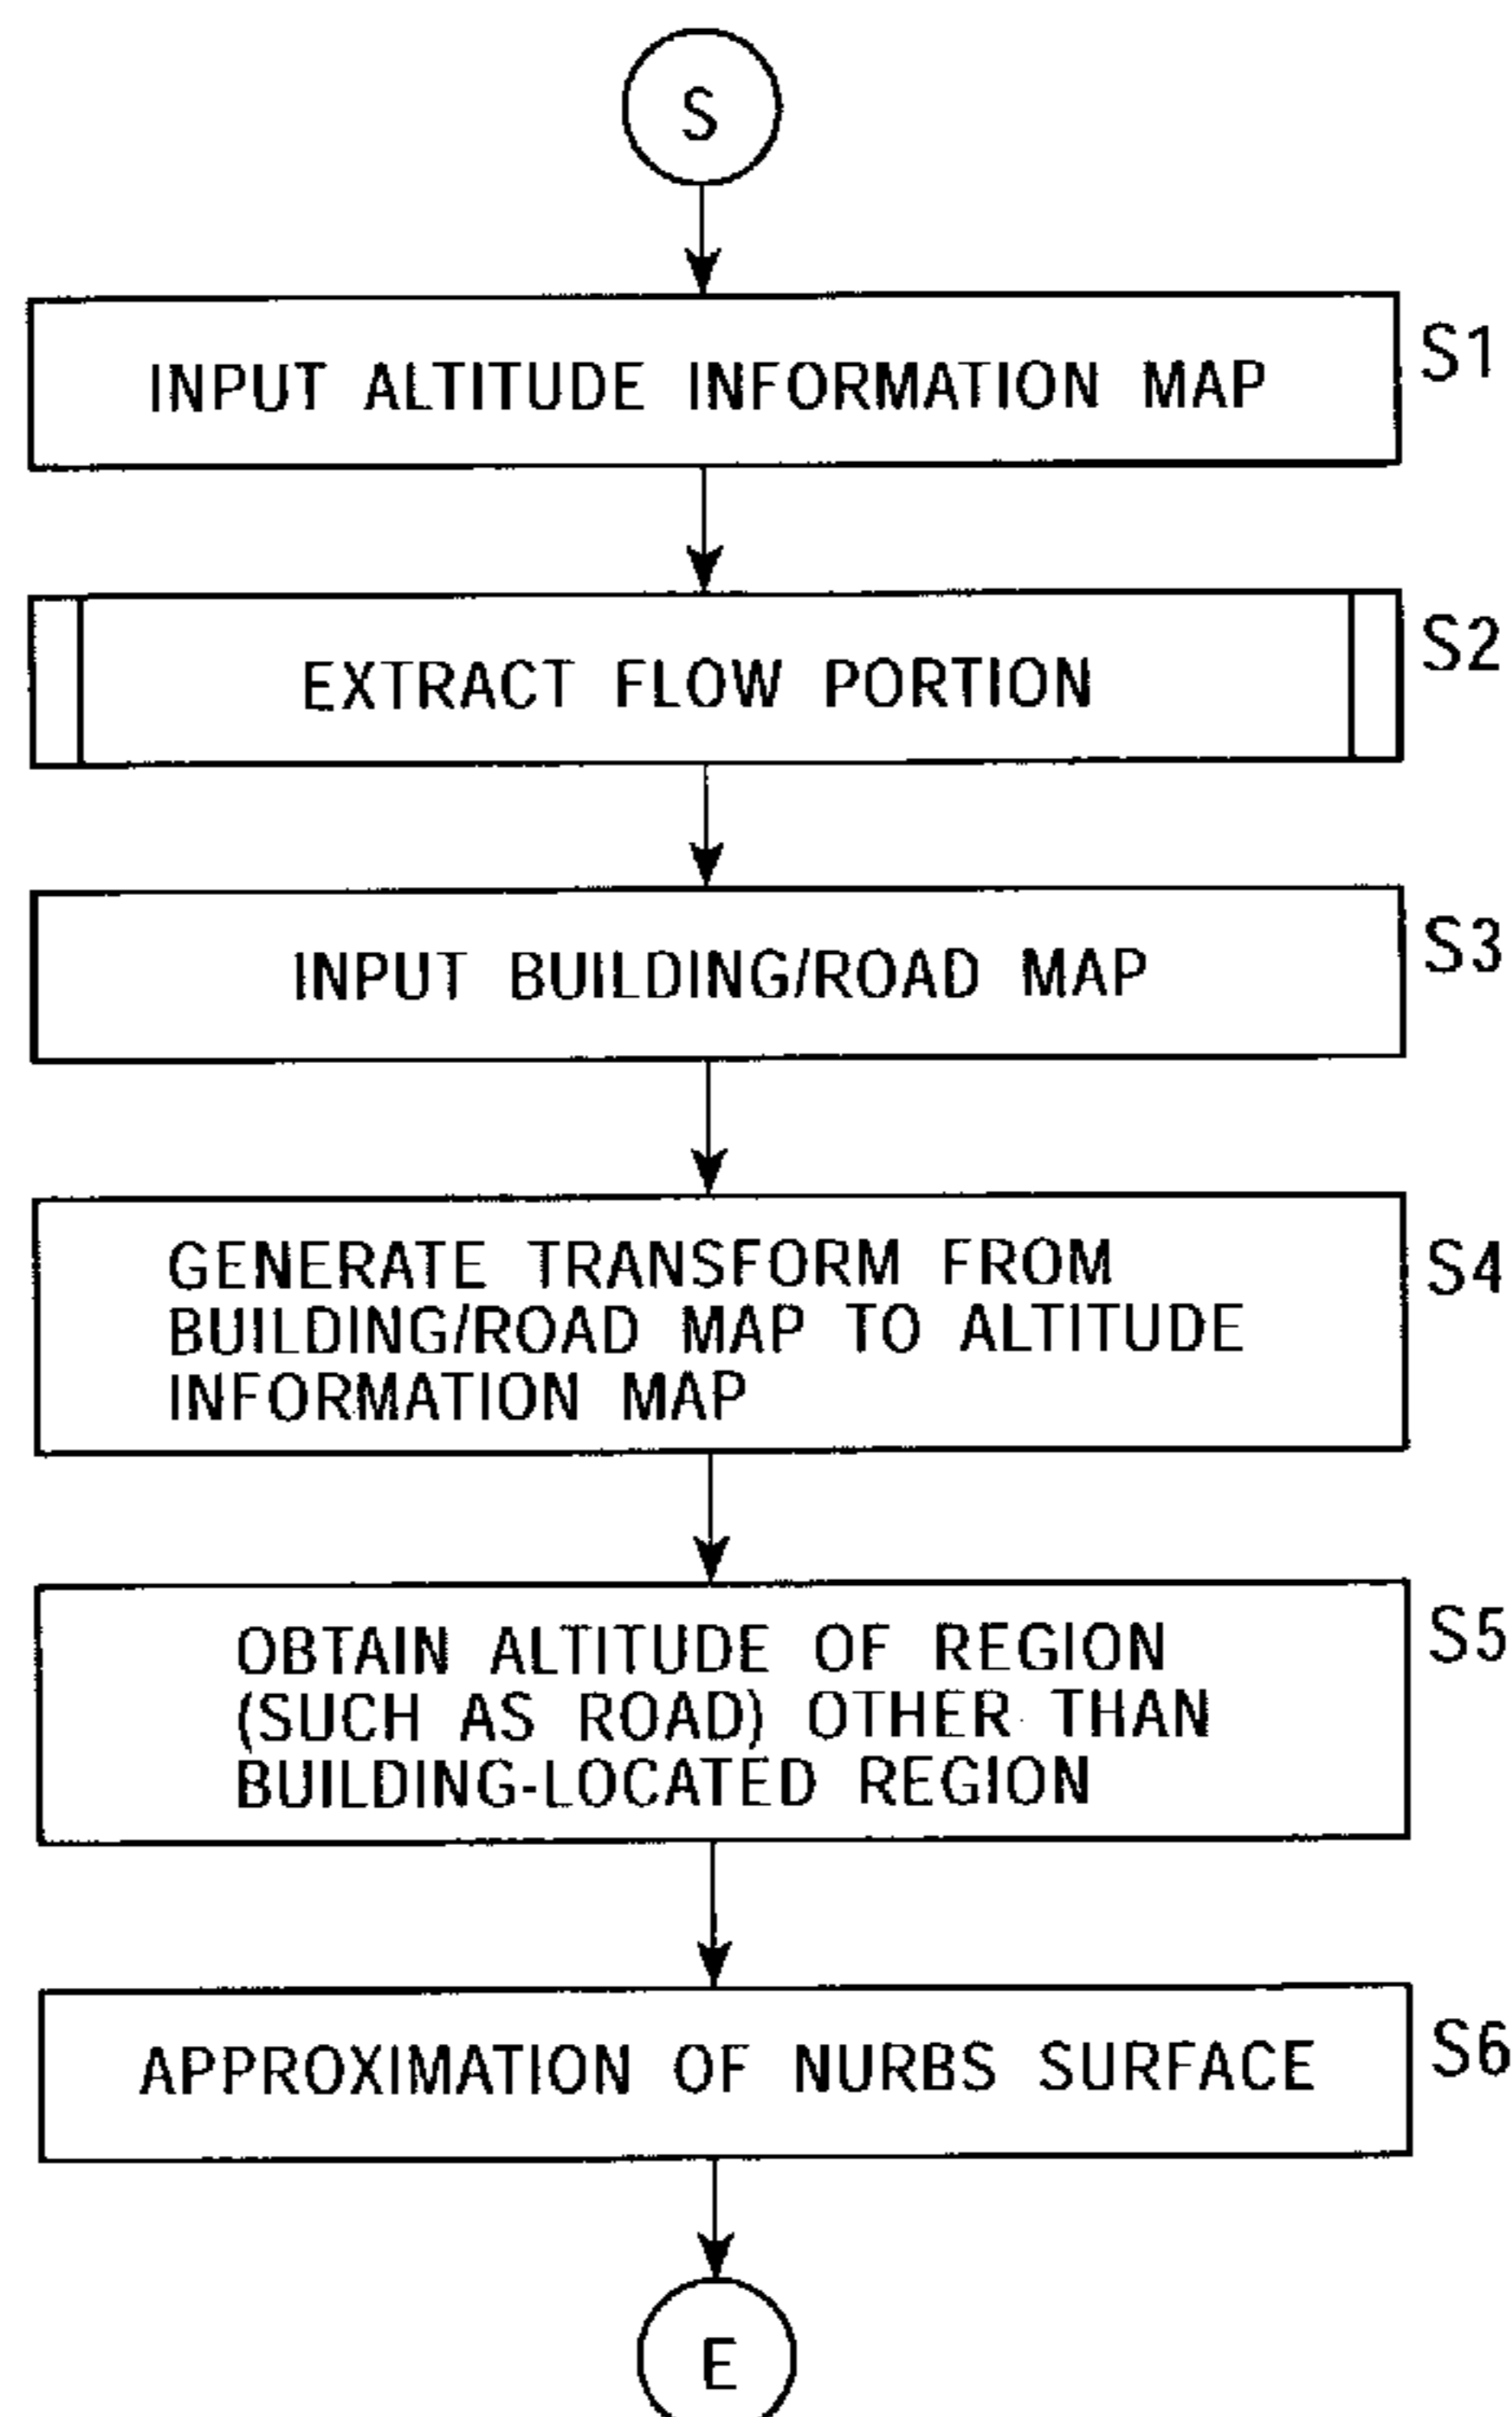 S
INPUT ALTITUDE INFORMATION MAP
S1
EXTRACT FLOW PORTION
S2
INPUT BUILDING/ROAD MAP
S3
GENERATE TRANSFORM FROM
BUILDING/ROAD MAP TO ALTITUDE
INFORMATION MAP
S4
OBTAIN ALTITUDE OF REGION
(SUCH AS ROAD) OTHER THAN
BUILDING-LOCATED REGION
S5
APPROXIMATION OF NURBS SURFACE
S6
E